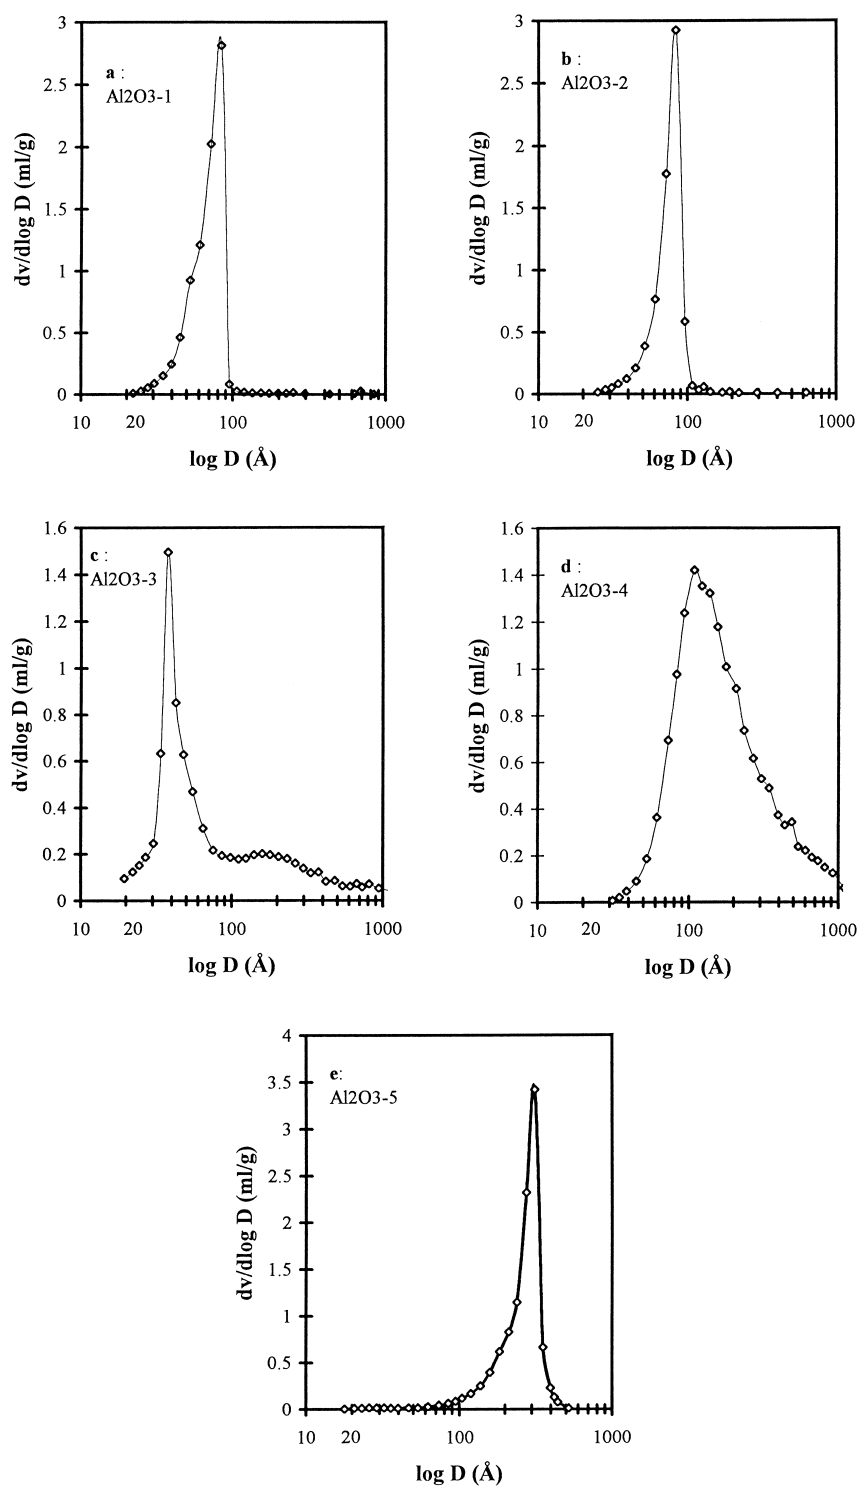 a :
Al2O3-1
dv/dlog D (ml/g)
3
2.5
2
1.5
1
0.5
0
10 20 100 1000
log D (Å)
b :
Al2O3-2
dv/dlog D (ml/g)
3
2.5
2
1.5
1
0.5
0
10 20 100 1000
log D (Å)
c :
Al2O3-3
dv/dlog D (ml/g)
1.6
1.4
1.2
1
0.8
0.6
0.4
0.2
0
10 20 100 1000
log D (Å)
d :
Al2O3-4
dv/dlog D (ml/g)
1.6
1.4
1.2
1
0.8
0.6
0.4
0.2
0
10 20 100 1000
log D (Å)
e:
Al2O3-5
dv/dlog D (ml/g)
4
3.5
3
2.5
2
1.5
1
0.5
0
10 20 100 1000
log D (Å)